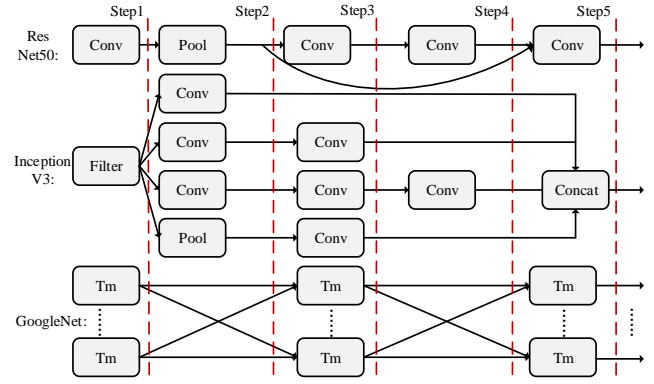 Step1 Step2 Step3 Step4 Step5
Res
Net50:
Conv Pool Conv Conv Conv
Conv
Conv Conv
Inception
V3:
Filter
Conv Conv Conv Concat
Pool Conv
Tm Tm Tm
GoogleNet:
Tm Tm Tm